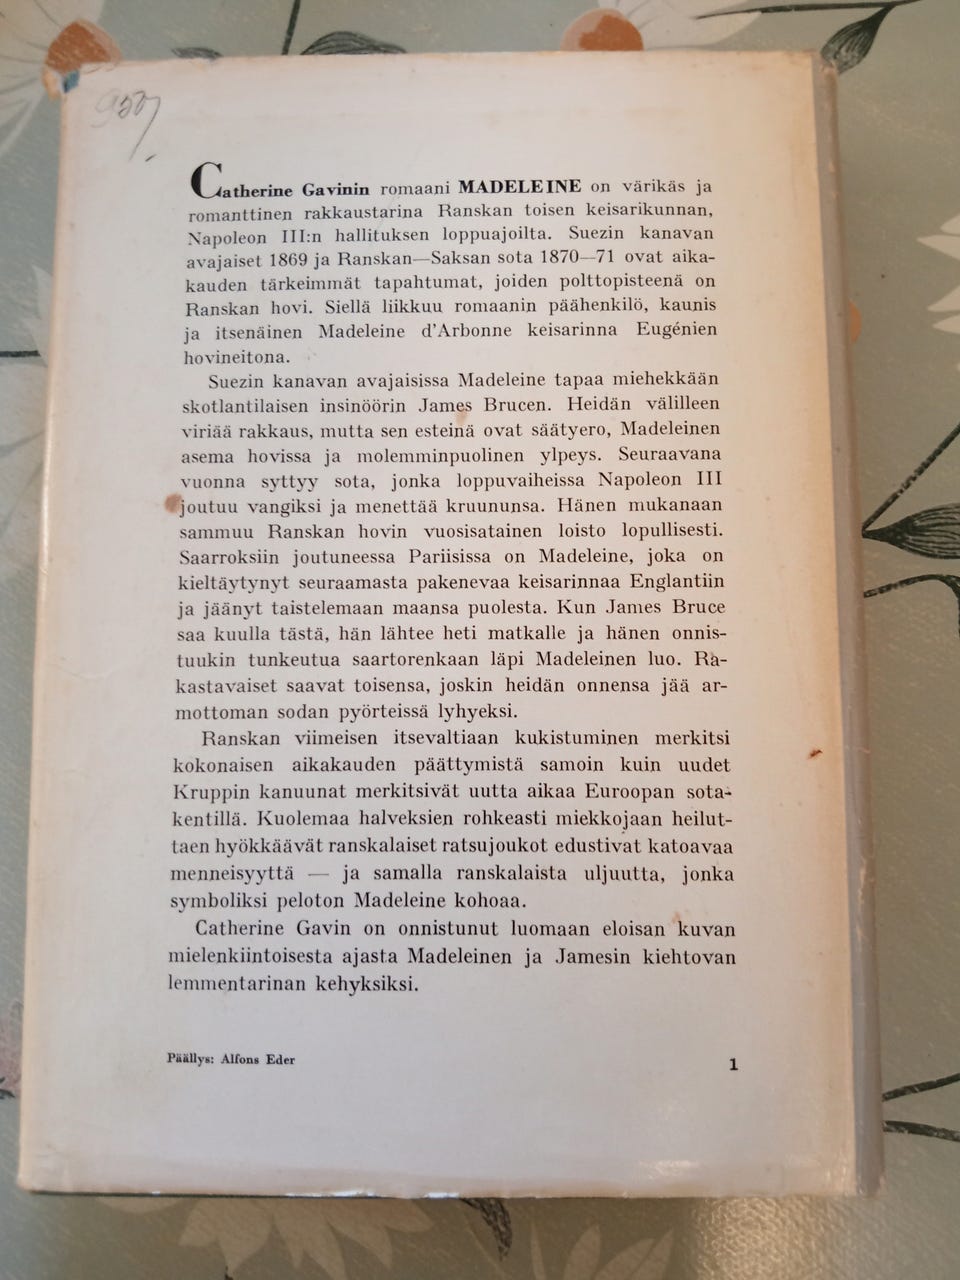 Catherine Gavinin romaani MADELEINE on värikäs ja
romanttinen rakkaustarina Ranskan toisen keisarikunnan,
Napoleon III:n hallituksen loppuajoilta. Suezin kanavan
avajaiset 1869 ja Ranskan—Saksan sota 1870—71 ovat aika-
kauden tärkeimmät tapahtumat, joiden polttopisteenä on
Ranskan hovi. Siellä liikkuu romaanin päähenkilö, kaunis
ja itsenäinen Madeleine d'Arbonne keisarinna Eugénien
hovineitona.
Suezin kanavan avajaisissa Madeleine tapaa miehekkään
skotlantilaisen insinöörin James Brucen. Heidän välilleen
viriää rakkaus, mutta sen esteinä ovat säätyero, Madeleinen
asema hovissa ja molemminpuolinen ylpeys. Seuraavana
vuonna syttyy sota, jonka loppuvaiheissa Napoleon III
joutuu vangiksi ja menettää kruununsa. Hänen mukanaan
sammuu Ranskan hovin vuosisatainen loisto lopullisesti.
Saarroksiin joutuneessa Pariisissa on Madeleine, joka on
kieltäytynyt seuraamasta pakenevaa keisarinnaa Englantiin
ja jäänyt taistelemaan maansa puolesta. Kun James Bruce
saa kuulla tästä, hän lähtee heti matkalle ja hänen onnis-
tuukin tunkeutua saartorenkaan läpi Madeleinen luo. Ra-
kastavaiset saavat toisensa, joskin heidän onnensa jää ar-
mottoman sodan pyörteissä lyhyeksi.
Ranskan viimeisen itsevaltiaan kukistuminen merkitsi
kokonaisen aikakauden päättymistä samoin kuin uudet
Kruppin kanuunat merkitsivät uutta aikaa Euroopan sota-
kentillä. Kuolemaa halveksien rohkeasti miekkojaan heilut-
taen hyökkäävät ranskalaiset ratsujoukot edustivat katoavaa
menneisyyttä — ja samalla ranskalaista uljuutta, jonka
symboliksi peloton Madeleine kohoaa.
Catherine Gavin on onnistunut luomaan eloisan kuvan
mielenkiintoisesta ajasta Madeleinen ja Jamesin kiehtovan
lemmentarinan kehyksiksi.
Päällys: Alfons Eder
1